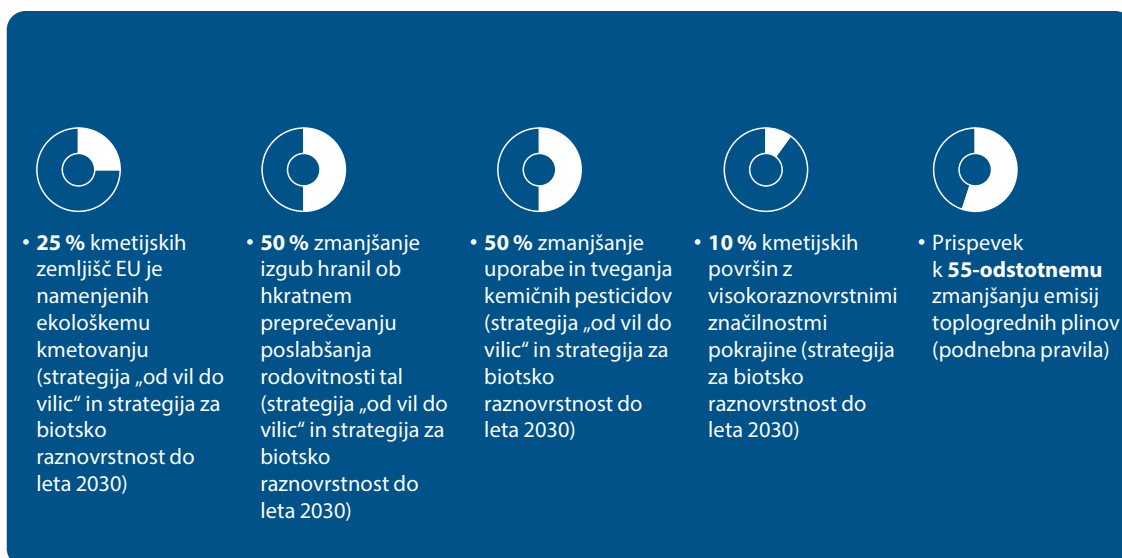 • 25 % kmetijskih
zemljišč EU je
namenjenih
ekološkemu
kmetovanju
(strategija „od vil do
vilic“ in strategija za
biotsko
raznovrstnost do
leta 2030)
• 50 % zmanjšanje
izgub hranil ob
hkratnem
preprečevanju
poslabšanja
rodovitnosti tal
(strategija „od vil do
vilic“ in strategija za
biotsko
raznovrstnost do
leta 2030)
• 50 % zmanjšanje
uporabe in tveganja
kemičnih pesticidov
(strategija „od vil do
vilic“ in strategija za
biotsko
raznovrstnost do
leta 2030)
• 10 % kmetijskih
površin z
visokoraznovrstnimi
značilnostmi
pokrajine (strategija
za biotsko
raznovrstnost do
leta 2030)
• Prispevek
k 55-odstotnemu
zmanjšanju emisij
toplogrednih plinov
(podnebna pravila)